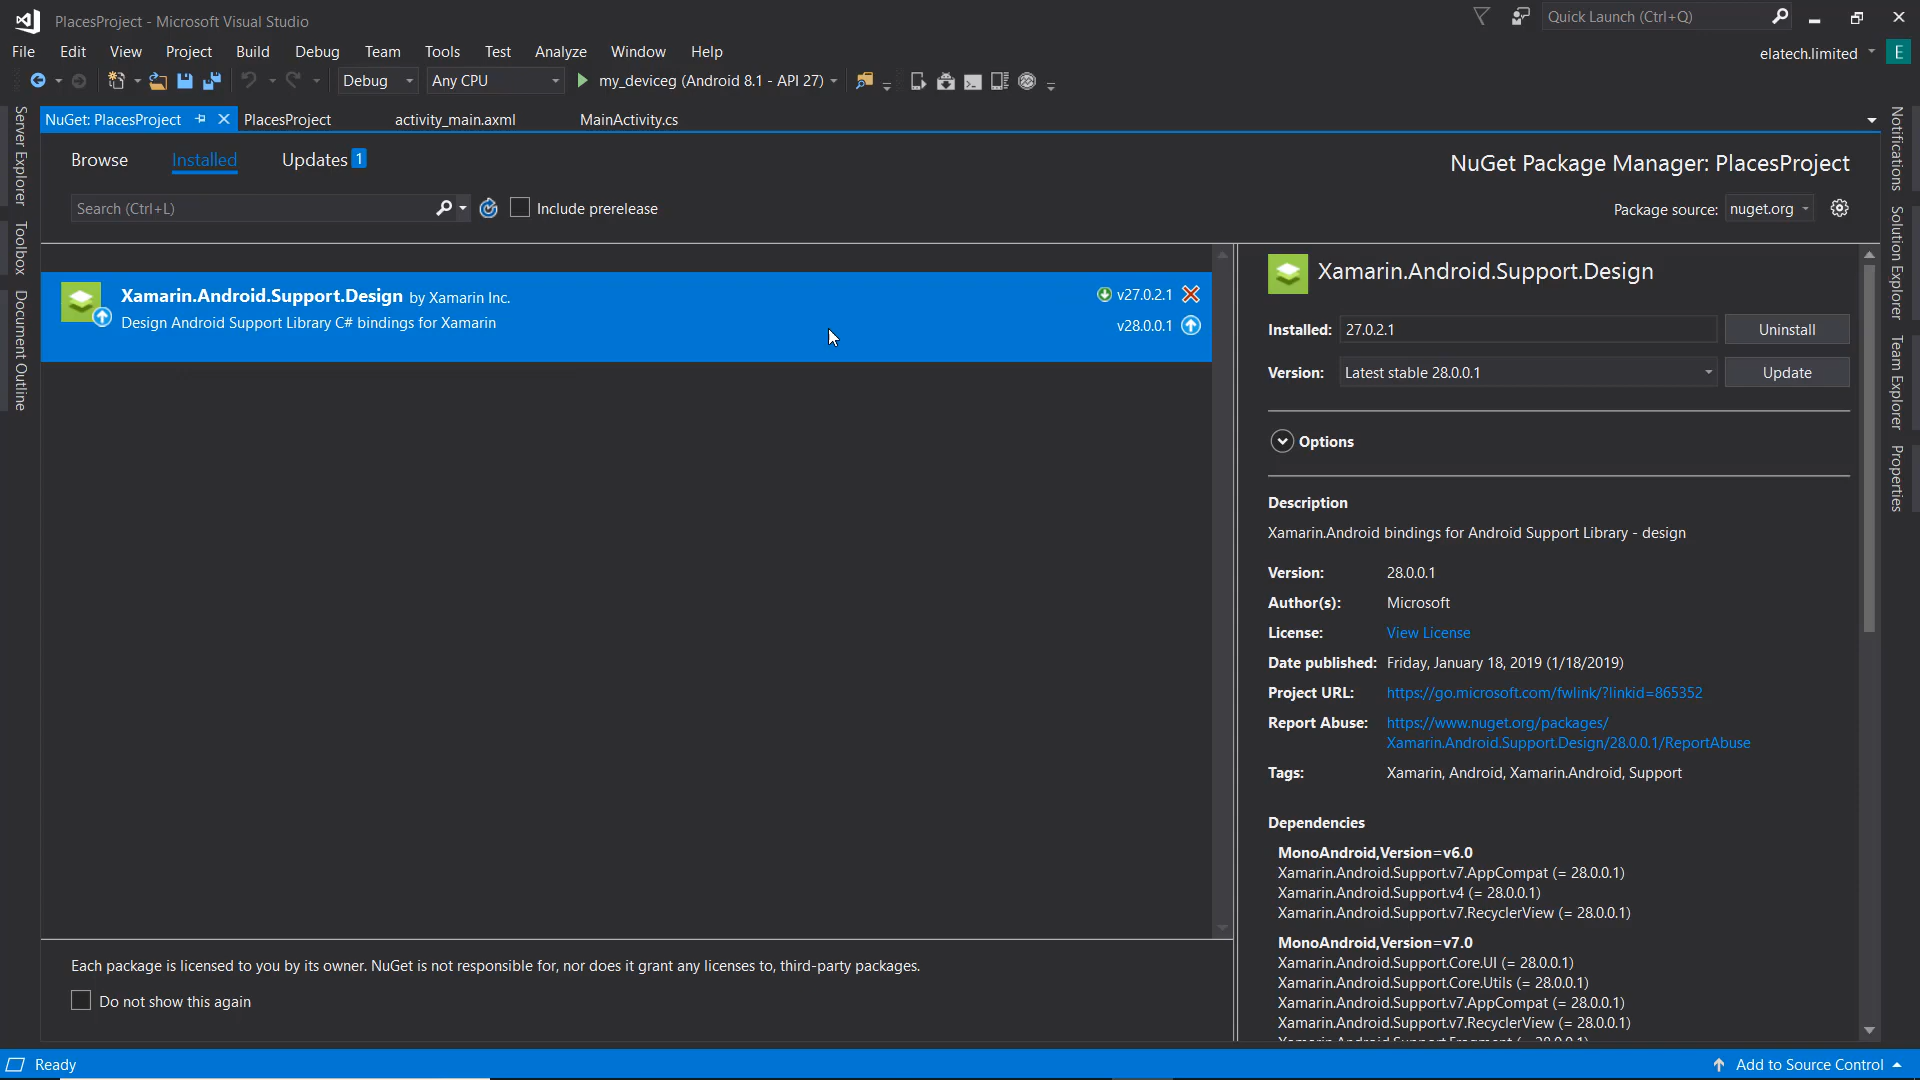 PlacesProject - Microsoft Visual Studio
Quick Launch (Ctrl+Q)
File Edit View Project Build Debug Team Tools Test Analyze Window Help
elatech.limited E
Debug Any CPU my_deviceg (Android 8.1 - API 27)
NuGet: PlacesProject PlacesProject activity_main.axml MainActivity.cs
Server Explorer
Toolbox
Document Outline
Browse Installed Updates 1
NuGet Package Manager: PlacesProject
Search (Ctrl+L) Include prerelease
Package source: nuget.org
Xamarin.Android.Support.Design by Xamarin Inc.
v27.0.2.1
Design Android Support Library C# bindings for Xamarin
v28.0.0.1
Xamarin.Android.Support.Design
Installed: 27.0.2.1 Uninstall
Version: Latest stable 28.0.0.1 Update
Options
Description
Xamarin.Android bindings for Android Support Library - design
Version: 28.0.0.1
Author(s): Microsoft
License: View License
Date published: Friday, January 18, 2019 (1/18/2019)
Project URL: https://go.microsoft.com/fwlink/?linkid=865352
Report Abuse: https://www.nuget.org/packages/
Xamarin.Android.Support.Design/28.0.0.1/ReportAbuse
Tags: Xamarin, Android, Xamarin.Android, Support
Dependencies
MonoAndroid,Version=v6.0
Xamarin.Android.Support.v7.AppCompat (= 28.0.0.1)
Xamarin.Android.Support.v4 (= 28.0.0.1)
Xamarin.Android.Support.v7.RecyclerView (= 28.0.0.1)
MonoAndroid,Version=v7.0
Xamarin.Android.Support.Core.UI (= 28.0.0.1)
Xamarin.Android.Support.Core.Utils (= 28.0.0.1)
Xamarin.Android.Support.v7.AppCompat (= 28.0.0.1)
Xamarin.Android.Support.v7.RecyclerView (= 28.0.0.1)
Xamarin.Android.Support.Fragment (= 28.0.0.1)
Notifications
Solution Explorer
Team Explorer
Properties
Each package is licensed to you by its owner. NuGet is not responsible for, nor does it grant any licenses to, third-party packages.
Do not show this again
Ready
Add to Source Control